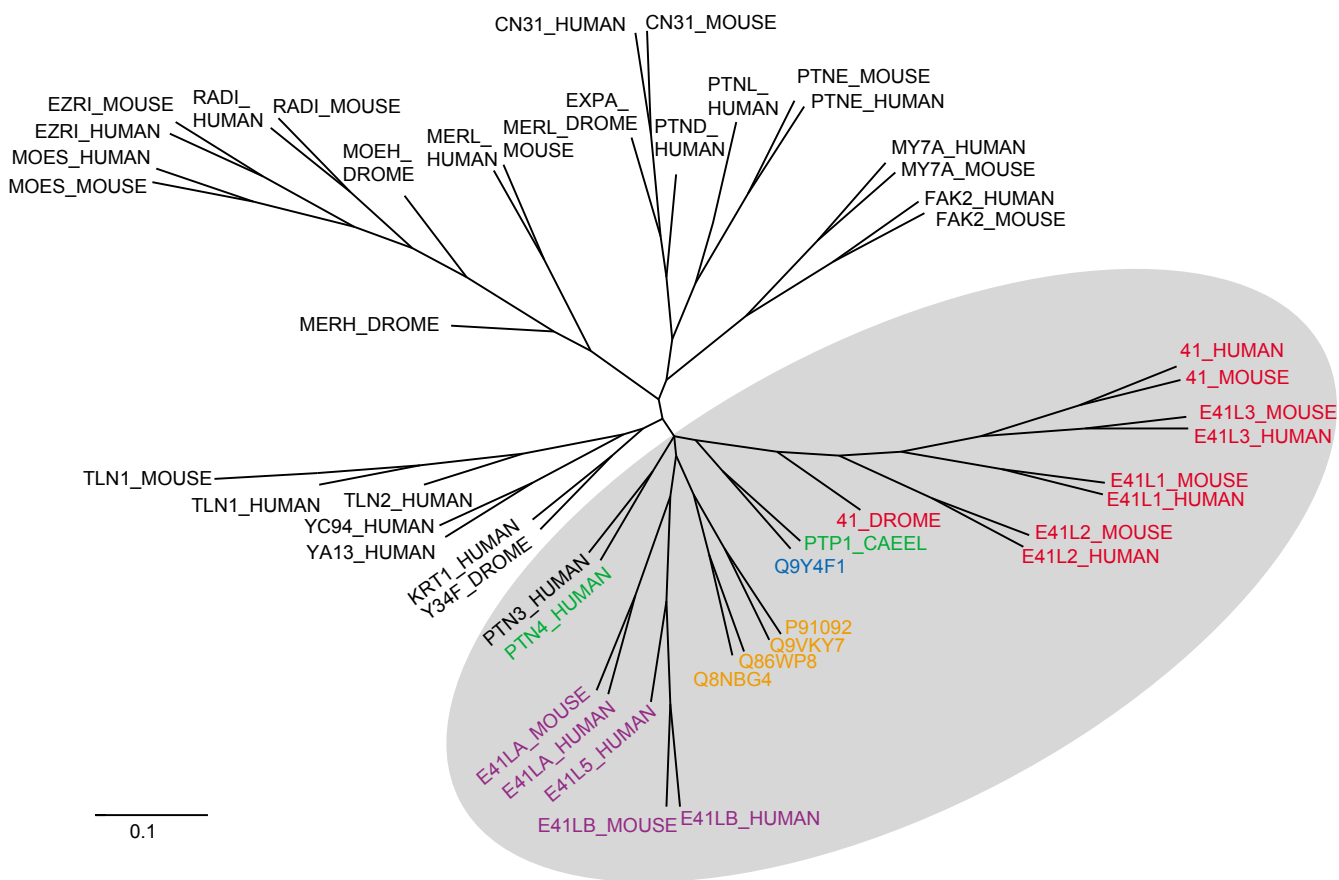 CN31_HUMAN
CN31_MOUSE
PTNE_MOUSE
PTNE_HUMAN
PTNL_
HUMAN
EXPA_
DROME
PTND_
HUMAN
EZRI_MOUSE
EZRI_HUMAN
MOES_HUMAN
MOES_MOUSE
RADI_
HUMAN
RADI_MOUSE
MOEH_
DROME
MERL_
HUMAN
MERL_
MOUSE
MY7A_HUMAN
MY7A_MOUSE
FAK2_HUMAN
FAK2_MOUSE
MERH_DROME
41_HUMAN
41_MOUSE
E41L3_MOUSE
E41L3_HUMAN
E41L1_MOUSE
E41L1_HUMAN
E41L2_MOUSE
E41L2_HUMAN
41_DROME
PTP1_CAEEL
Q9Y4F1
TLN1_MOUSE
TLN1_HUMAN
TLN2_HUMAN
YC94_HUMAN
YA13_HUMAN
KRT1_HUMAN
Y34F_DROME
PTN3_HUMAN
PTN4_HUMAN
P91092
Q9VKY7
Q86WP8
Q8NBG4
E41LA_MOUSE
E41LA_HUMAN
E41L5_HUMAN
E41LB_MOUSE
E41LB_HUMAN
0.1